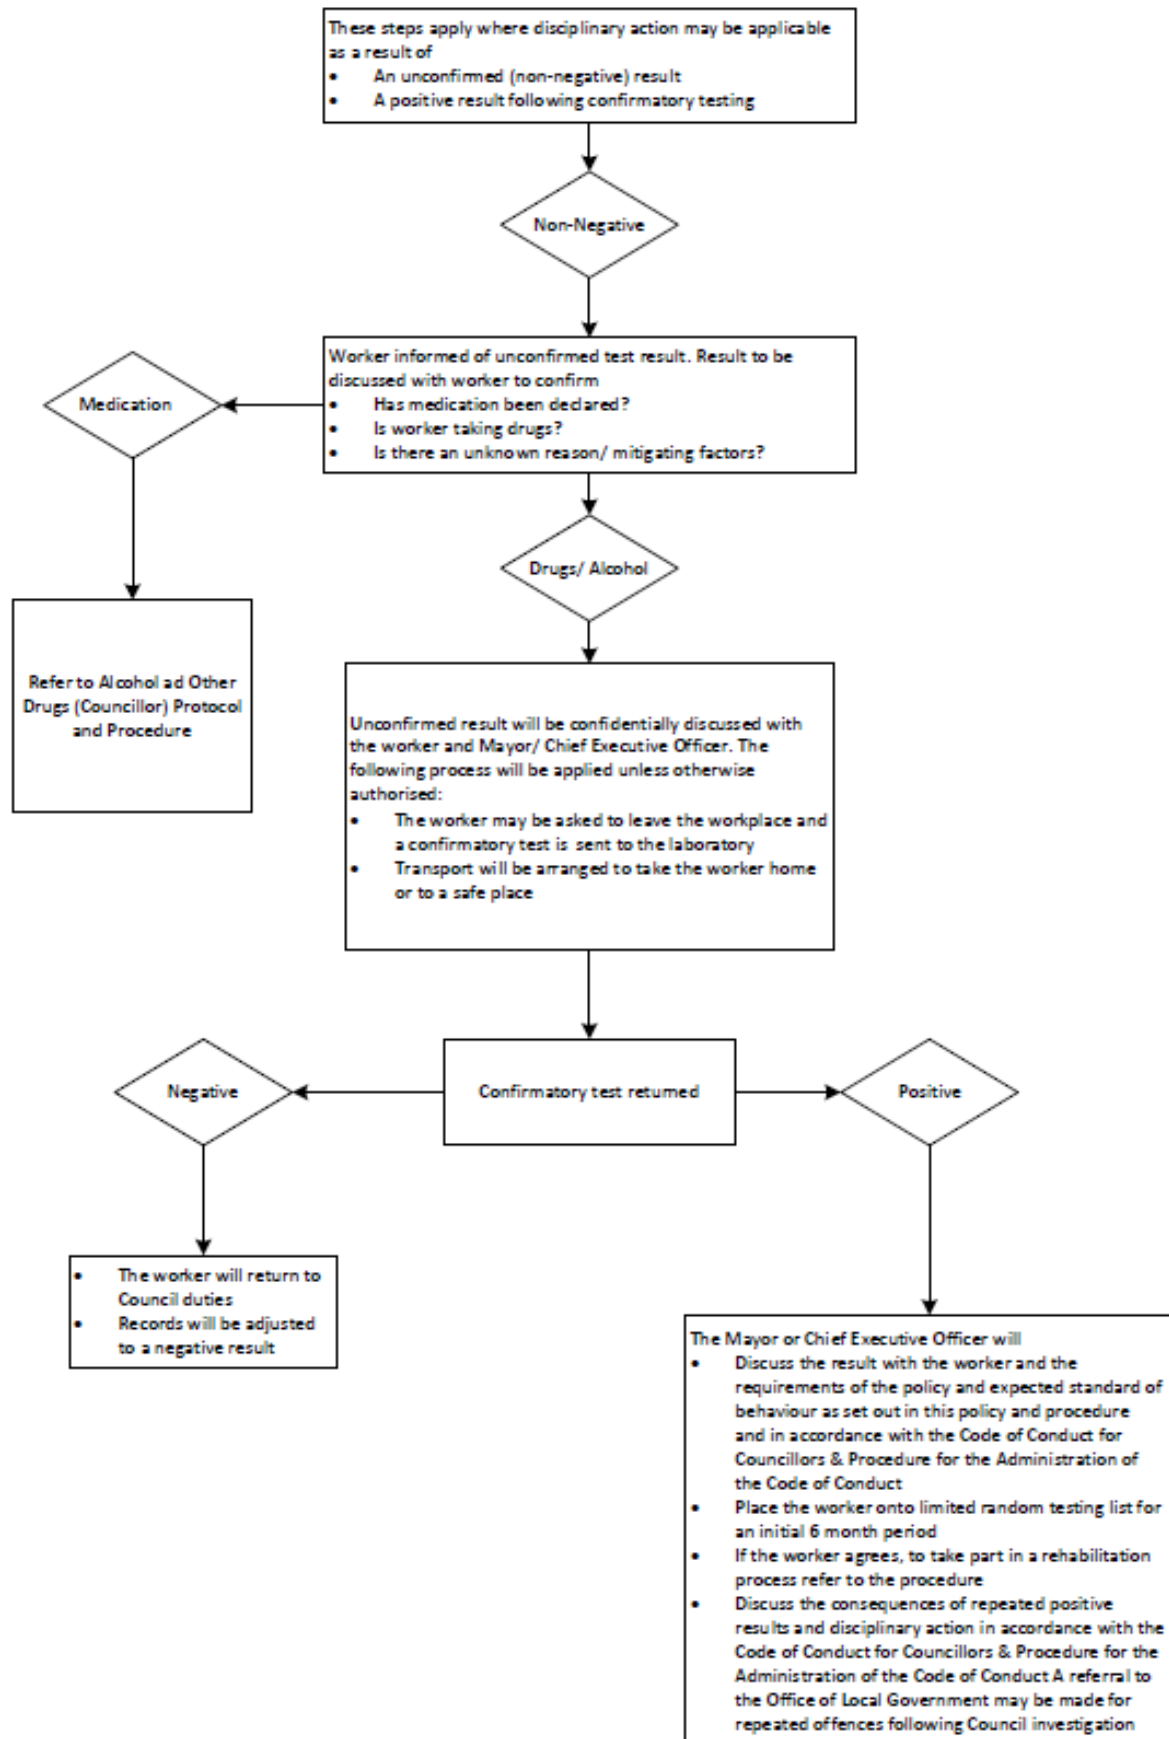 These steps apply where disciplinary action may be applicable
as a result of
• An unconfirmed (non-negative) result
• A positive result following confirmatory testing
Non-Negative
Worker informed of unconfirmed test result. Result to be
discussed with worker to confirm
• Has medication been declared?
• Is worker taking drugs?
• Is there an unknown reason/ mitigating factors?
Medication
Drugs/ Alcohol
Refer to Alcohol ad Other
Drugs (Councillor) Protocol
and Procedure
Unconfirmed result will be confidentially discussed with
the worker and Mayor/ Chief Executive Officer. The
following process will be applied unless otherwise
authorised:
• The worker may be asked to leave the workplace and
a confirmatory test is sent to the laboratory
• Transport will be arranged to take the worker home
or to a safe place
Negative
Confirmatory test returned
Positive
• The worker will return to
Council duties
• Records will be adjusted
to a negative result
The Mayor or Chief Executive Officer will
• Discuss the result with the worker and the
requirements of the policy and expected standard of
behaviour as set out in this policy and procedure
and in accordance with the Code of Conduct for
Councillors & Procedure for the Administration of
the Code of Conduct
• Place the worker onto limited random testing list for
an initial 6 month period
• If the worker agrees, to take part in a rehabilitation
process refer to the procedure
• Discuss the consequences of repeated positive
results and disciplinary action in accordance with the
Code of Conduct for Councillors & Procedure for the
Administration of the Code of Conduct A referral to
the Office of Local Government may be made for
repeated offences following Council investigation